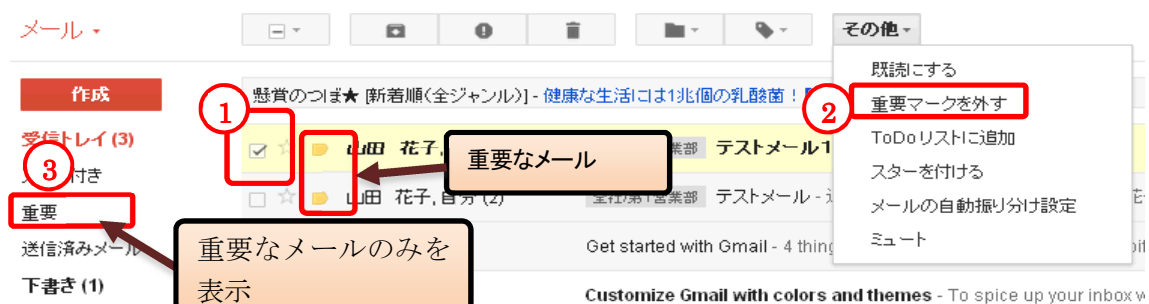 メール
その他
既読にする
重要マークを外す
ToDoリストに追加
スターを付ける
メールの自動振り分け設定
ミュート
作成
懸賞のつぼ★ [新着順(全ジャンル)] - 健康な生活には1兆個の乳酸菌！
① ②
受信トレイ (3)
山田 花子, 業部 テストメール1
重要なメール
③
付き
山田 花子, 自分 (2) 全社/第1営業部 テストメール -
重要
送信済みメール
Get started with Gmail - 4 thing
重要なメールのみを
表示
下書き (1)
Customize Gmail with colors and themes - To spice up your inbox w